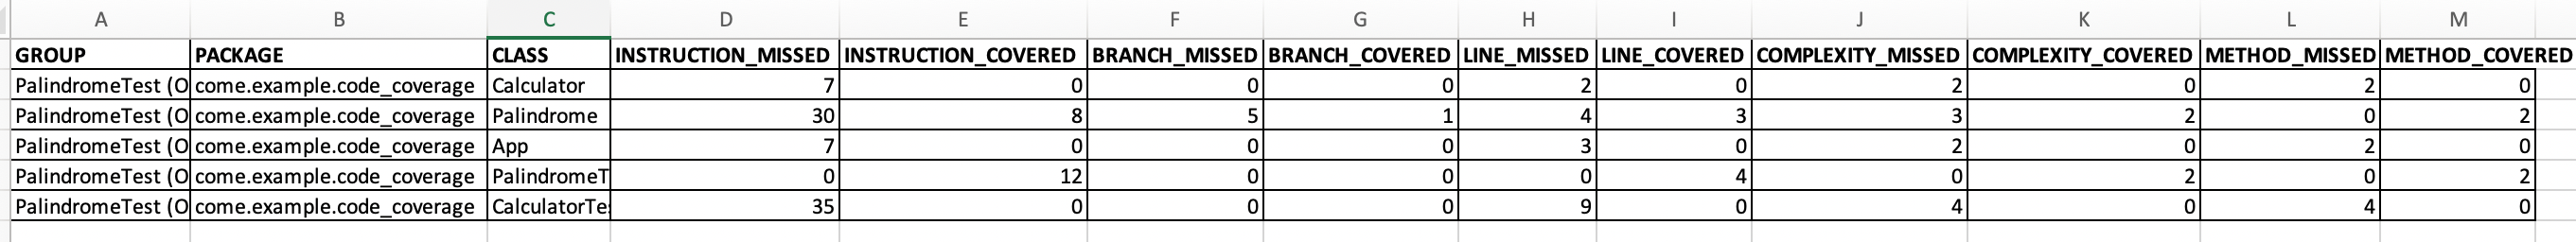 A B C D E F G H I J K L M
GROUP PACKAGE CLASS INSTRUCTION_MISSED INSTRUCTION_COVERED BRANCH_MISSED BRANCH_COVERED LINE_MISSED LINE_COVERED COMPLEXITY_MISSED COMPLEXITY_COVERED METHOD_MISSED METHOD_COVERED
PalindromeTest (O come.example.code_coverage Calculator 7 0 0 0 2 0 2 0 2 0
PalindromeTest (O come.example.code_coverage Palindrome 30 8 5 1 4 3 3 2 0 2
PalindromeTest (O come.example.code_coverage App 7 0 0 0 3 0 2 0 2 0
PalindromeTest (O come.example.code_coverage PalindromeT 0 12 0 0 0 4 0 2 0 2
PalindromeTest (O come.example.code_coverage CalculatorTes 35 0 0 0 9 0 4 0 4 0